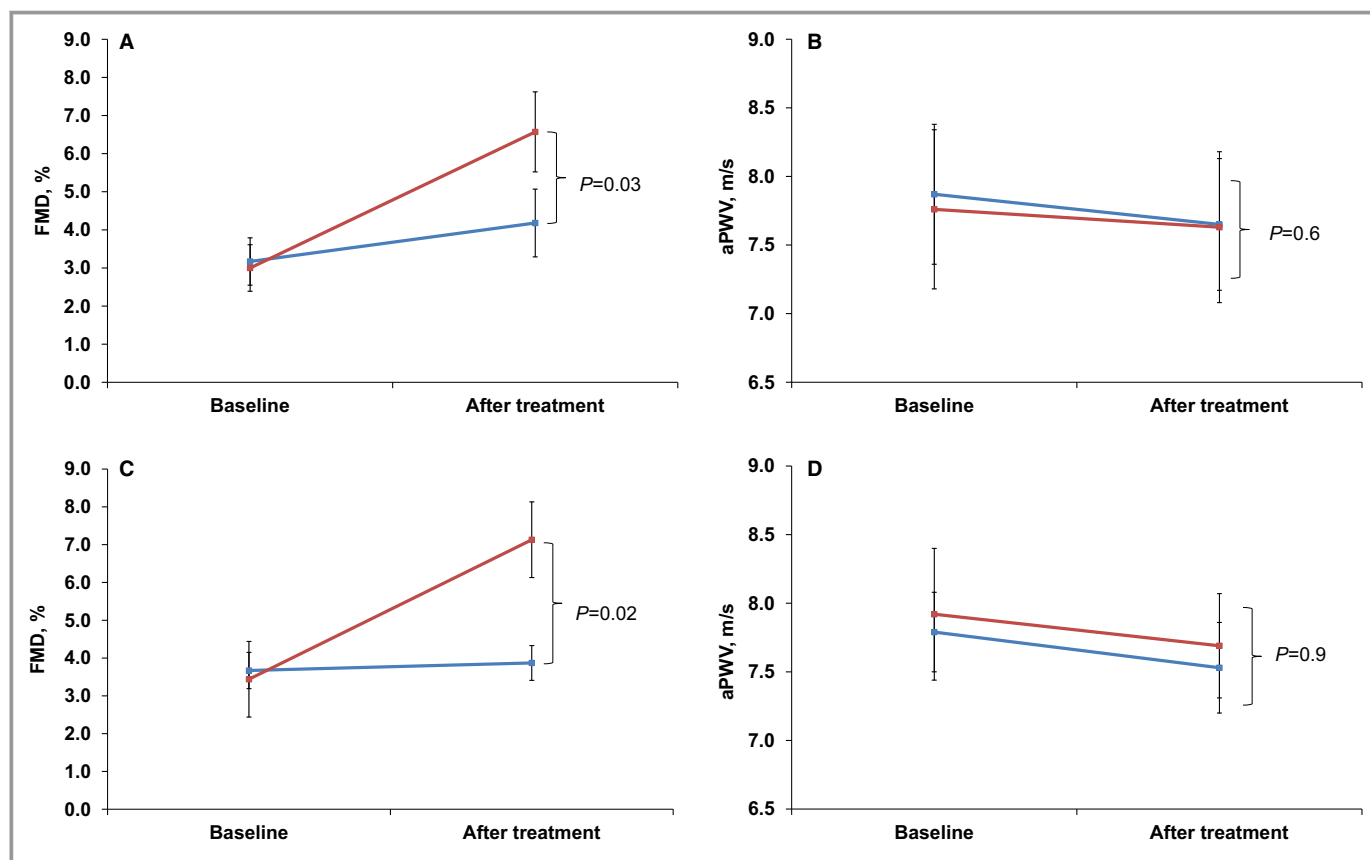 A
9.0
8.0
7.0
6.0
5.0
4.0
3.0
2.0
1.0
0.0
FMD, %
P=0.03
Baseline After treatment
B
9.0
8.5
8.0
7.5
7.0
6.5
aPWV, m/s
P=0.6
Baseline After treatment
C
9.0
8.0
7.0
6.0
5.0
4.0
3.0
2.0
1.0
0.0
FMD, %
P=0.02
Baseline After treatment
D
9.0
8.5
8.0
7.5
7.0
6.5
aPWV, m/s
P=0.9
Baseline After treatment